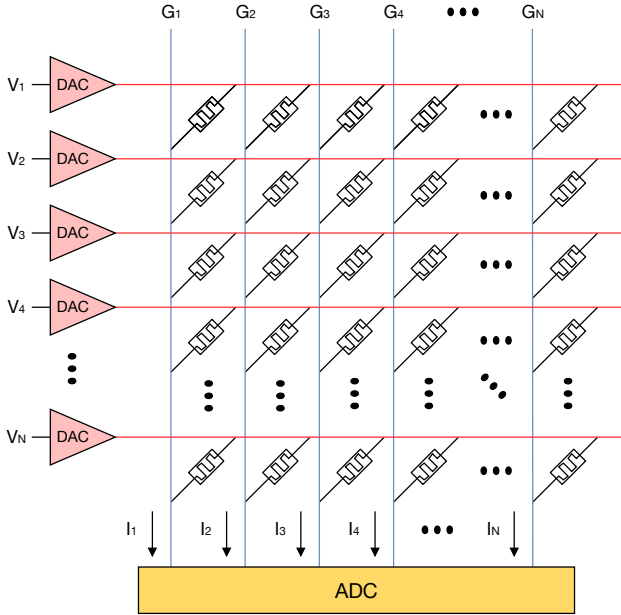 G1 G2 G3 G4 GN
V1 DAC
V2 DAC
V3 DAC
V4 DAC
VN DAC
I1 I2 I3 I4 IN
ADC